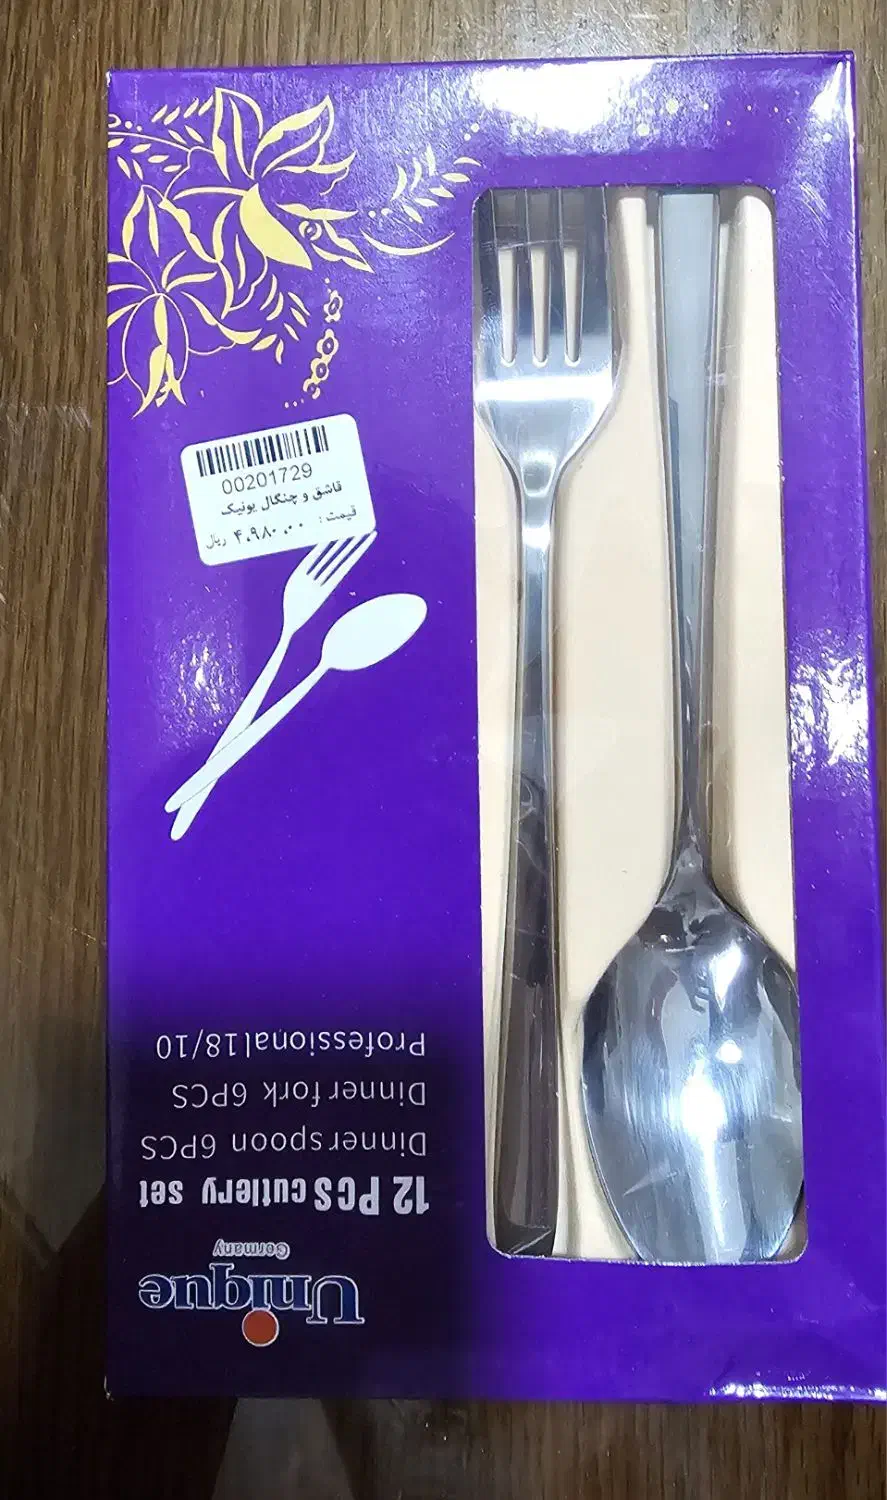 Unique
Germany
12 PCS cutlery set
Dinner spoon 6PCS
Dinner fork 6PCS
Professional 18/10
00201729
قاشق و چنگال یونیک
قیمت: ۴,۹۸۰,۰۰۰ ریال